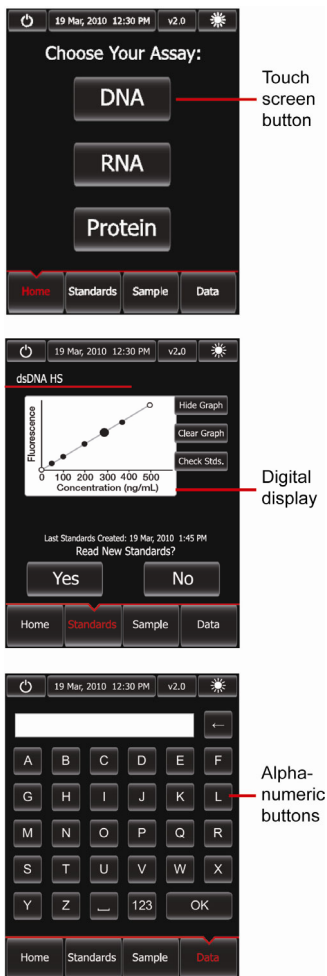 19 Mar, 2010 12:30 PM v2.0
Choose Your Assay:
DNA
Touch
screen
button
RNA
Protein
Home Standards Sample Data
19 Mar, 2010 12:30 PM v2.0
dsDNA HS
Hide Graph
Clear Graph
Check Stds.
Fluorescence
0 100 200 300 400 500
Concentration (ng/mL)
Digital
display
Last Standards Created: 19 Mar, 2010 1:45 PM
Read New Standards?
Yes No
Home Standards Sample Data
19 Mar, 2010 12:30 PM v2.0
←
A B C D E F
G H I J K L
Alpha-
numeric
buttons
M N O P Q R
S T U V W X
Y Z 123 OK
Home Standards Sample Data